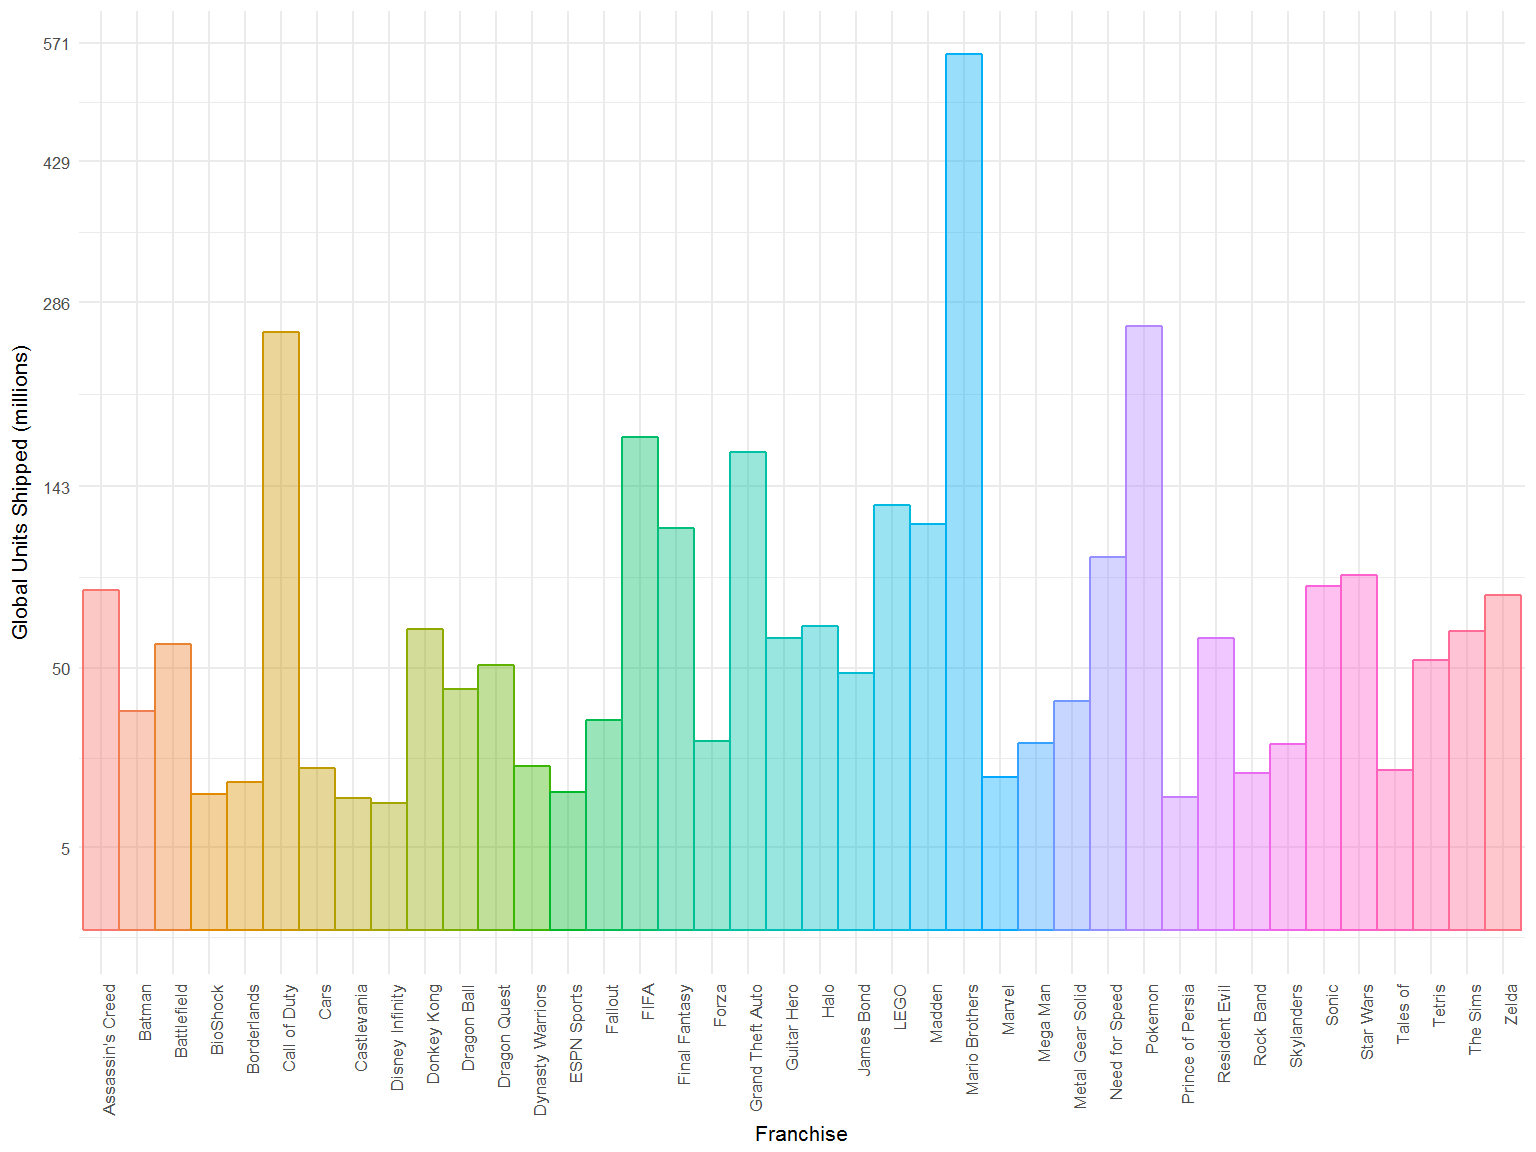 571
429
286
143
50
5
Global Units Shipped (millions)
Assassin's Creed
Batman
Battlefield
BioShock
Borderlands
Call of Duty
Cars
Castlevania
Disney Infinity
Donkey Kong
Dragon Ball
Dragon Quest
Dynasty Warriors
ESPN Sports
Fallout
FIFA
Final Fantasy
Forza
Grand Theft Auto
Guitar Hero
Halo
James Bond
LEGO
Madden
Mario Brothers
Marvel
Mega Man
Metal Gear Solid
Need for Speed
Pokemon
Prince of Persia
Resident Evil
Rock Band
Skylanders
Sonic
Star Wars
Tales of
Tetris
The Sims
Zelda
Franchise